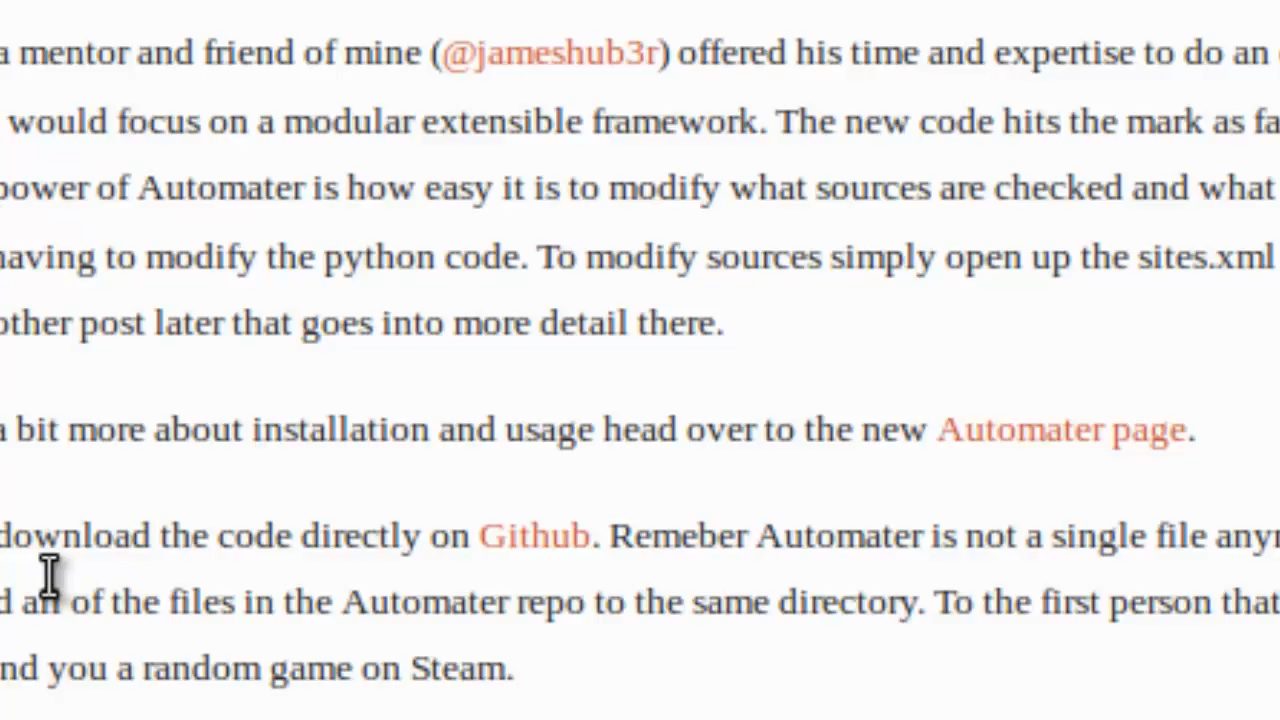 a mentor and friend of mine (@jameshub3r) offered his time and expertise to do an
would focus on a modular extensible framework. The new code hits the mark as fa
power of Automater is how easy it is to modify what sources are checked and what
having to modify the python code. To modify sources simply open up the sites.xml
other post later that goes into more detail there.
a bit more about installation and usage head over to the new Automater page.
download the code directly on Github. Remeber Automater is not a single file any
of the files in the Automater repo to the same directory. To the first person that
nd you a random game on Steam.